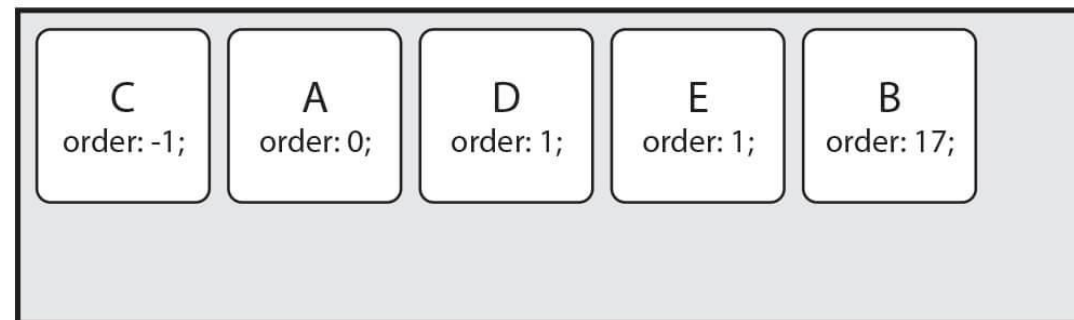 C
order: -1;
A
order: 0;
D
order: 1;
E
order: 1;
B
order: 17;